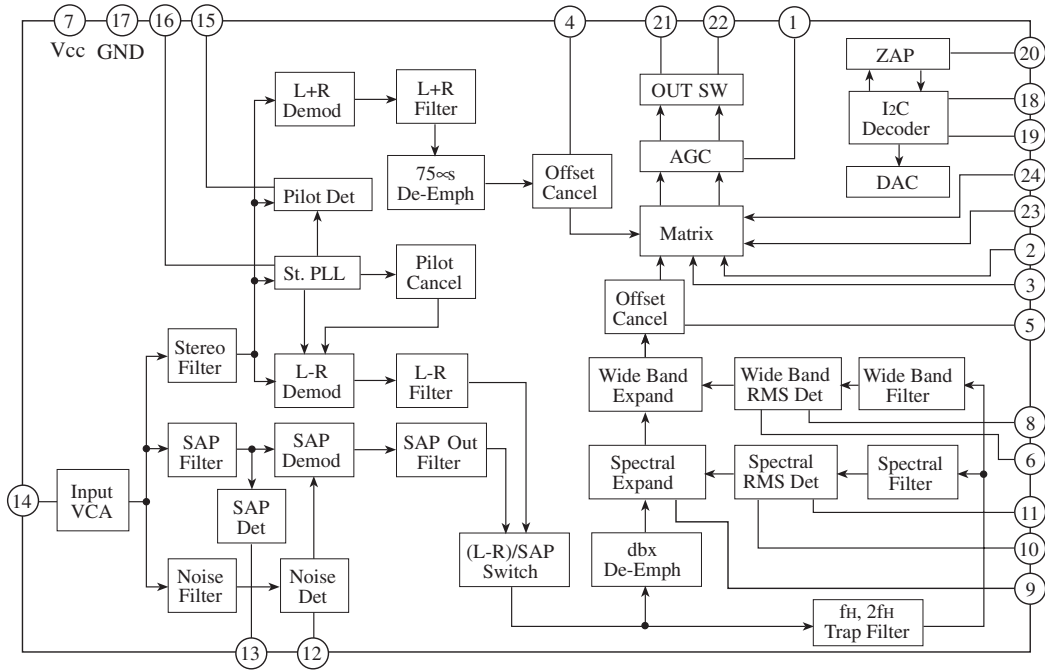 7
17
16
15
4
21
22
1
Vcc
GND
20
ZAP
18
I2C
Decoder
19
DAC
24
23
2
3
5
OUT SW
AGC
Matrix
L+R
Demod
L+R
Filter
75∝s
De-Emph
Offset
Cancel
Pilot Det
St. PLL
Pilot
Cancel
Offset
Cancel
Stereo
Filter
L-R
Demod
L-R
Filter
Wide Band
Expand
Wide Band
RMS Det
Wide Band
Filter
8
6
SAP
Filter
SAP
Demod
SAP Out
Filter
Spectral
Expand
Spectral
RMS Det
Spectral
Filter
14
Input
VCA
SAP
Det
11
10
9
Noise
Filter
Noise
Det
(L-R)/SAP
Switch
dbx
De-Emph
fH, 2fH
Trap Filter
13
12